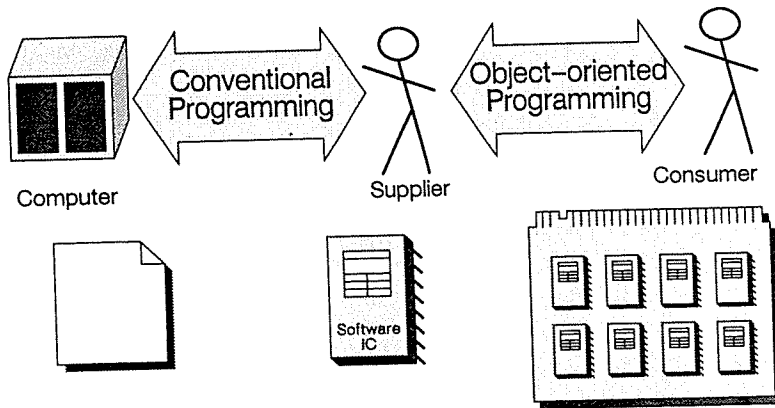 Conventional
Programming
Object-oriented
Programming
Computer
Supplier
Consumer
Software
IC